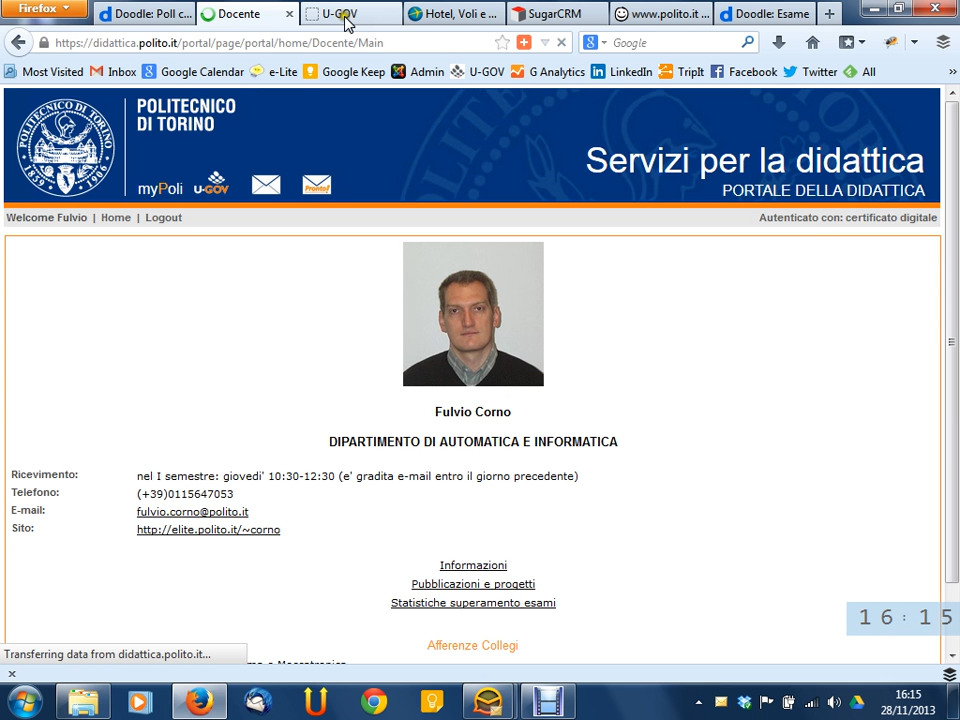 Firefox
Doodle: Poll c ...
Docente
U-GOV
Hotel, Voli e ...
SugarCRM
www.polito.it ...
Doodle: Esame
https://didattica.polito.it/portal/page/portal/home/Docente/Main
Google
Most Visited
Inbox
Google Calendar
e-Lite
Google Keep
Admin
U-GOV
G Analytics
LinkedIn
TripIt
Facebook
Twitter
All
POLITECNICO
DI TORINO
POLITECNICO DI TORINO
1859
1906
myPoli
U-GOV
Pronto!
Servizi per la didattica
PORTALE DELLA DIDATTICA
Welcome Fulvio | Home | Logout
Autenticato con: certificato digitale
Fulvio Corno
DIPARTIMENTO DI AUTOMATICA E INFORMATICA
Ricevimento: nel I semestre: giovedi' 10:30-12:30 (e' gradita e-mail entro il giorno precedente)
Telefono: (+39)0115647053
E-mail: fulvio.corno@polito.it
Sito: http://elite.polito.it/~corno
Informazioni
Pubblicazioni e progetti
Statistiche superamento esami
Afferenze Collegi
16:15
Transferring data from didattica.polito.it...
16:15
28/11/2013